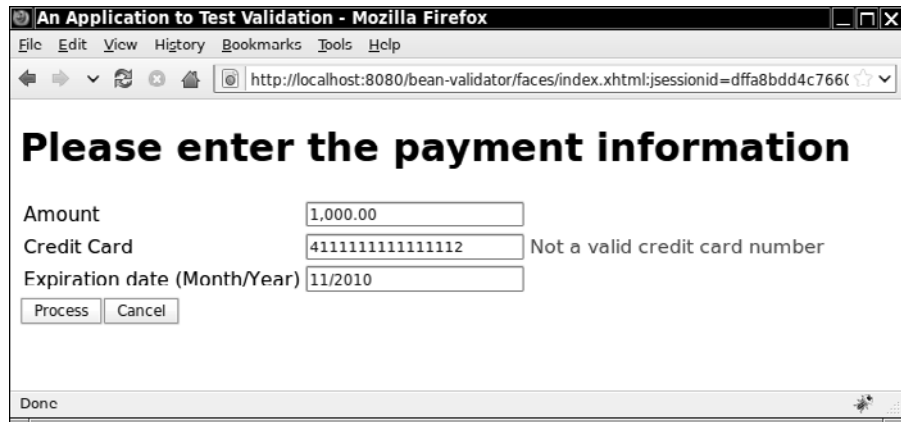 An Application to Test Validation - Mozilla Firefox
File Edit View History Bookmarks Tools Help
http://localhost:8080/bean-validator/faces/index.xhtml;jsessionid=dffa8bdd4c766(
Please enter the payment information
Amount 1,000.00
Credit Card 4111111111111112 Not a valid credit card number
Expiration date (Month/Year) 11/2010
Process Cancel
Done